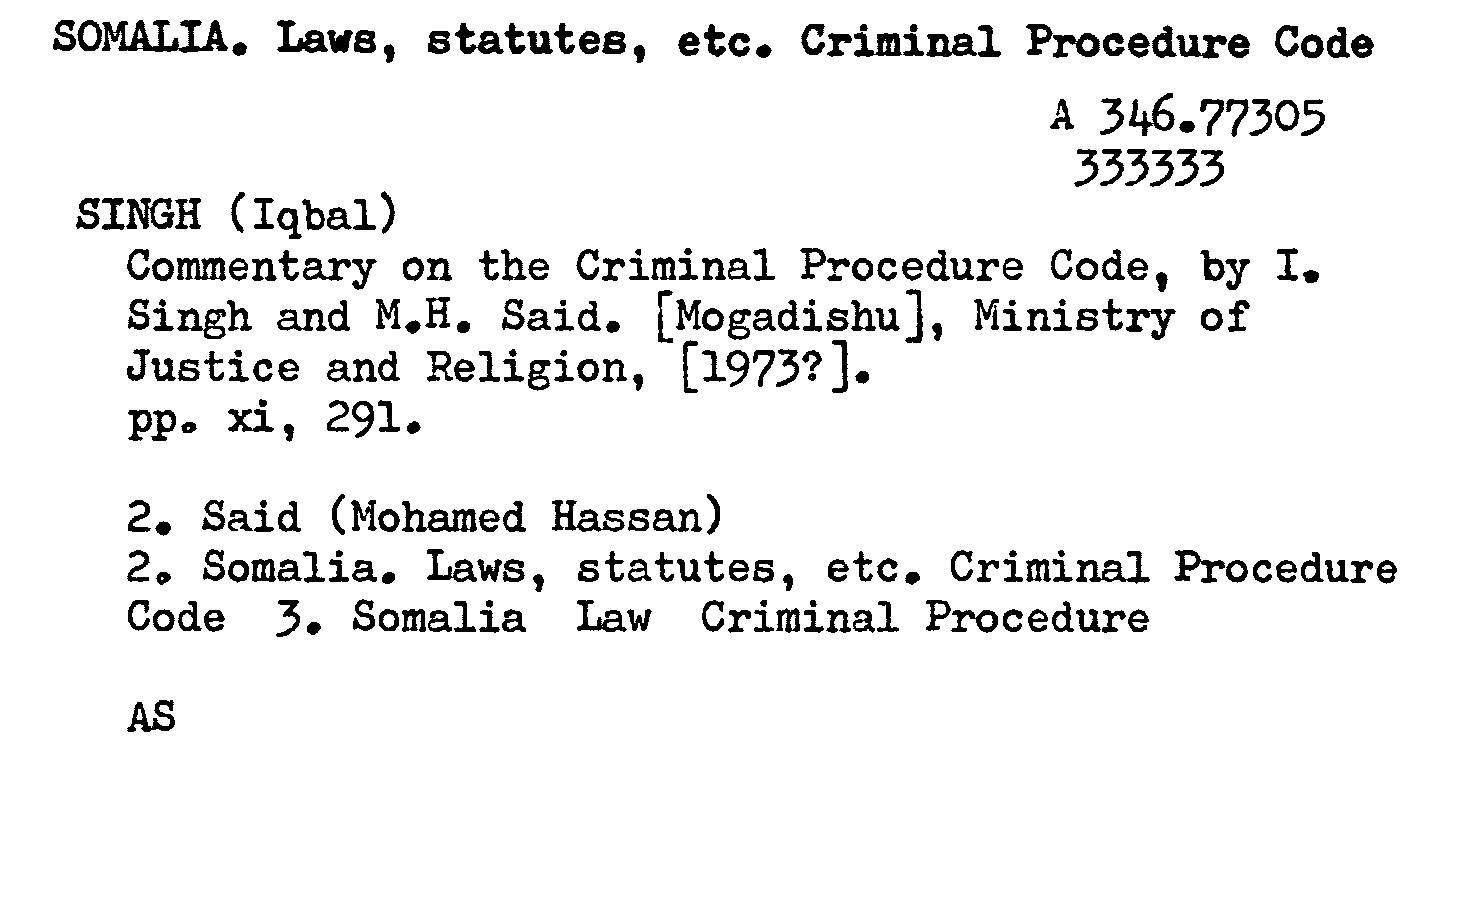 SOMALIA. Laws, statutes, etc. Criminal Procedure Code
A 346.77305
333333
SINGH (Iqbal)
Commentary on the Criminal Procedure Code, by I.
Singh and M.H. Said. [Mogadishu], Ministry of
Justice and Religion, [1973?].
pp. xi, 291.
2. Said (Mohamed Hassan)
2. Somalia. Laws, statutes, etc. Criminal Procedure
Code 3. Somalia Law Criminal Procedure
AS